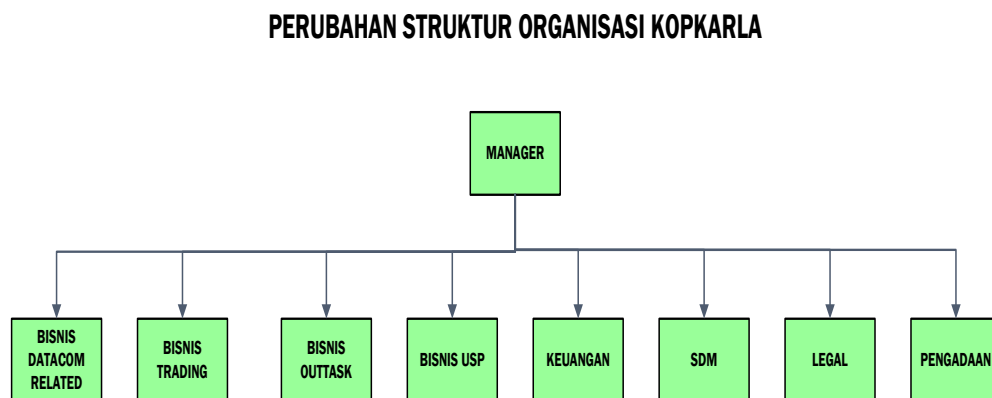 PERUBAHAN STRUKTUR ORGANISASI KOPKARLA
MANAGER
BISNIS
DATACOM
RELATED
BISNIS
TRADING
BISNIS
OUTTASK
BISNIS USP
KEUANGAN
SDM
LEGAL
PENGADAAN